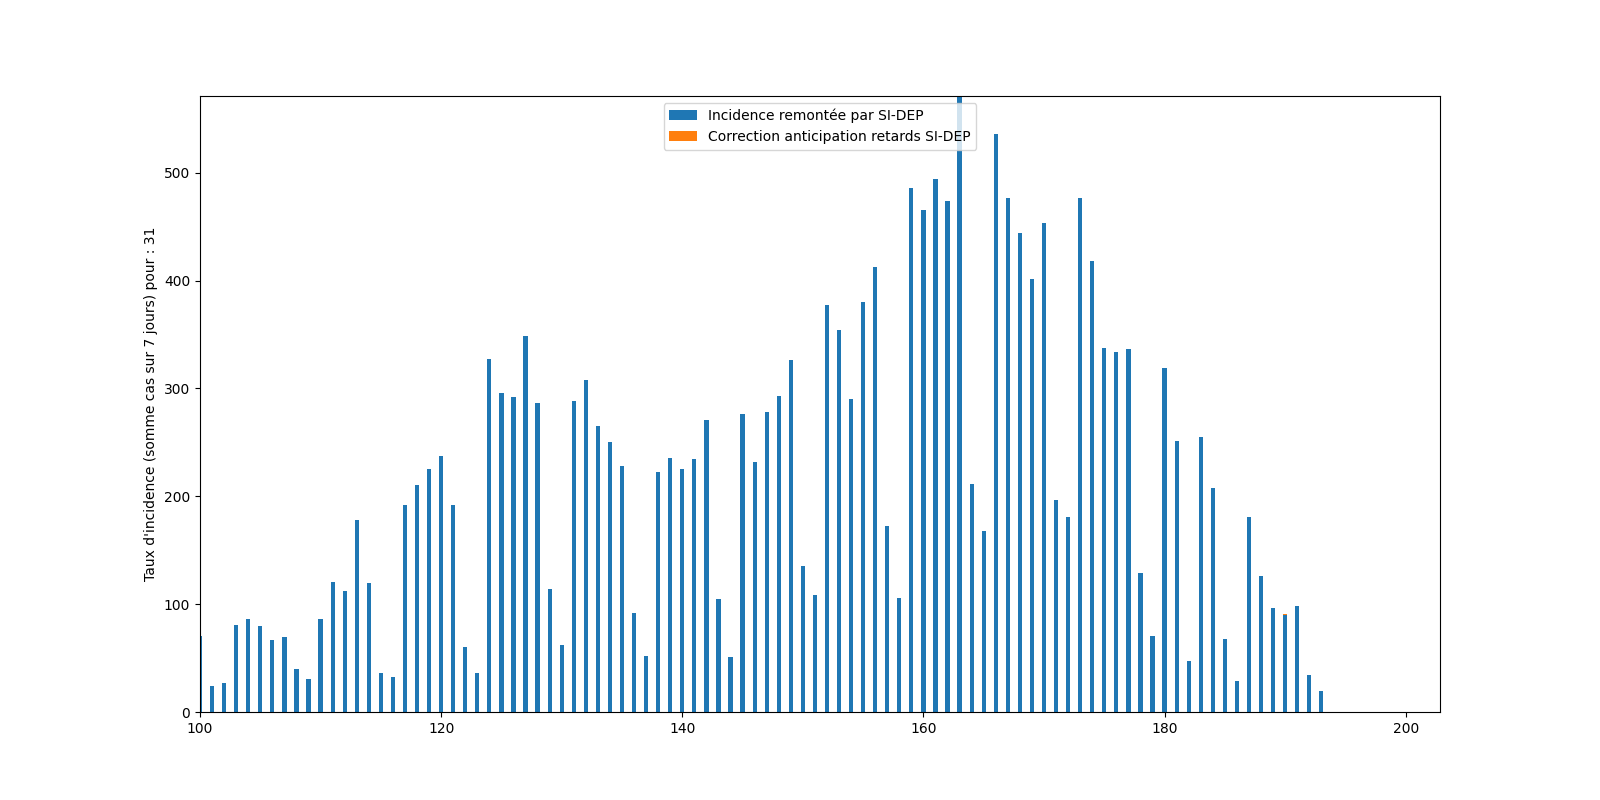 Incidence remontée par SI-DEP
Correction anticipation retards SI-DEP
Taux d'incidence (somme cas sur 7 jours) pour : 31
500
400
300
200
100
0
100 120 140 160 180 200